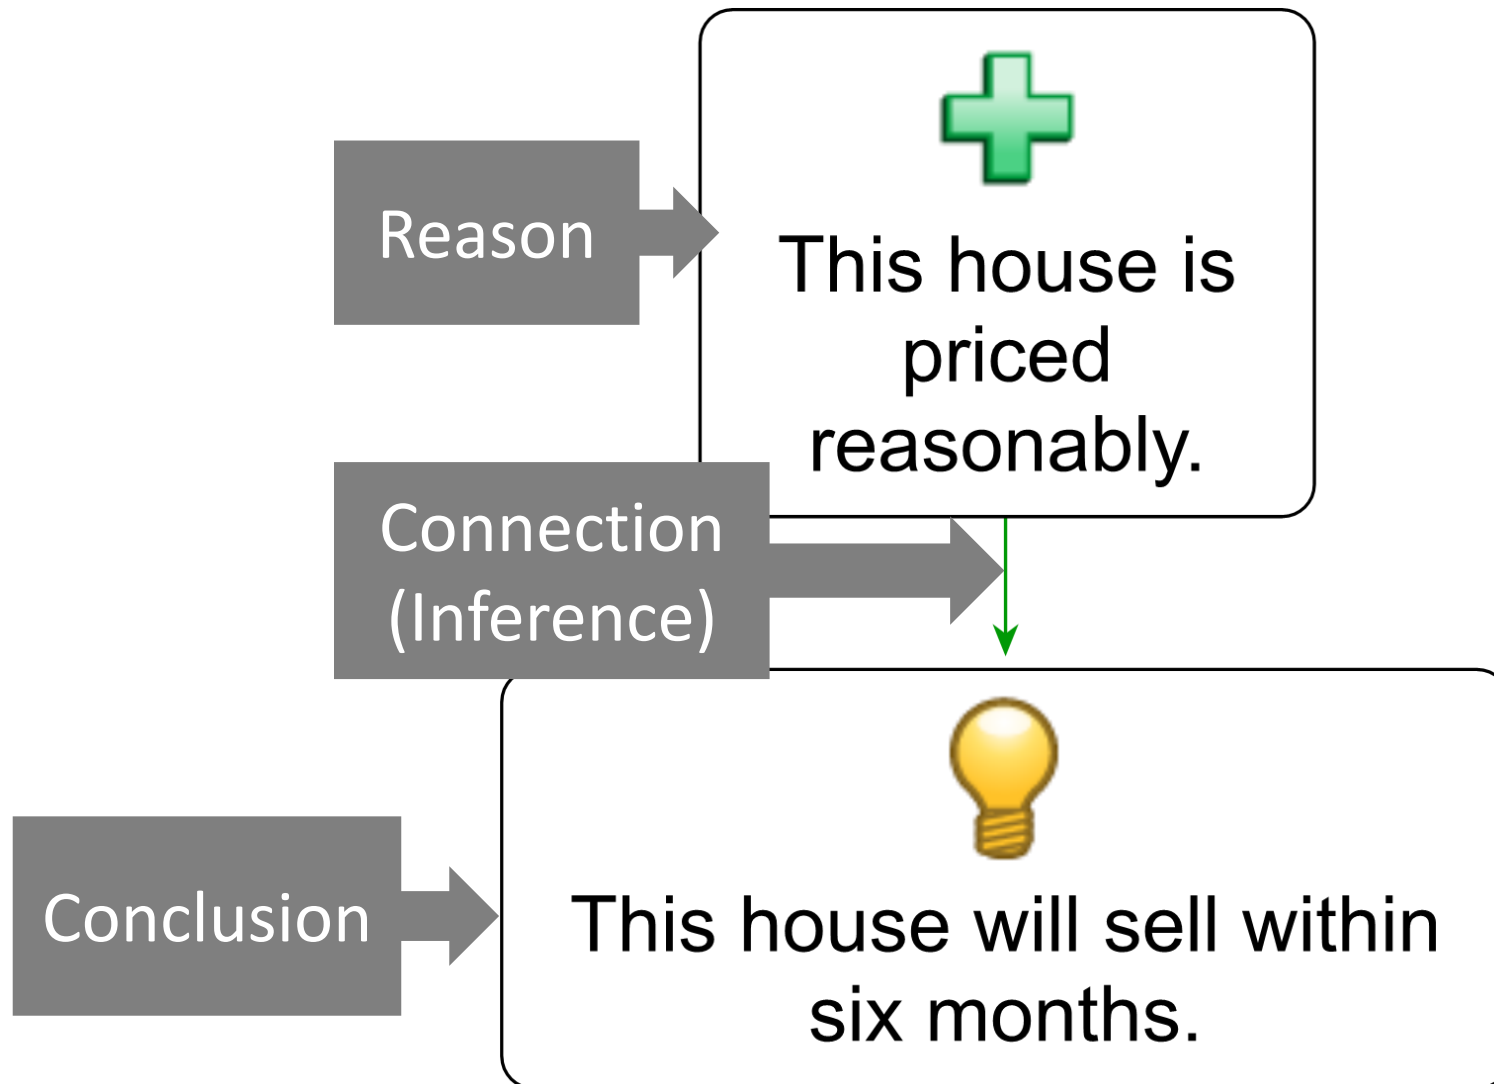 Reason
This house is
priced
reasonably.
Connection
(Inference)
Conclusion
This house will sell within
six months.